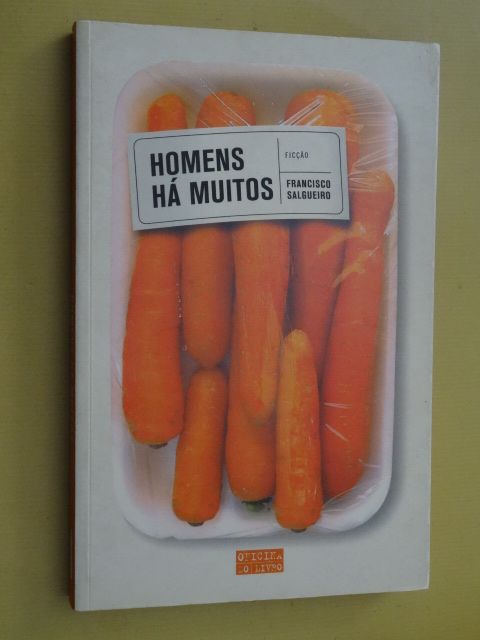 HOMENS
HÁ MUITOS
FICÇÃO
FRANCISCO
SALGUEIRO
OFICINA
DO LIVRO